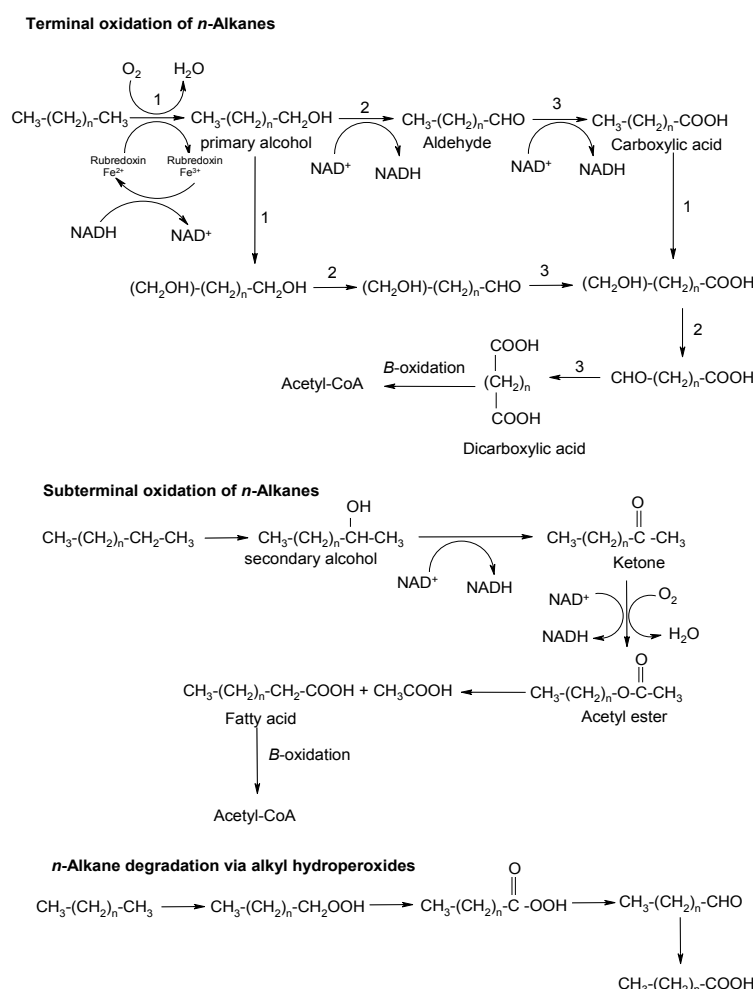 Terminal oxidation of n-Alkanes
O₂ H₂O
1
CH₃-(CH₂)ₙ-CH₃ CH₃-(CH₂)ₙ-CH₂OH 2 CH₃-(CH₂)ₙ-CHO 3 CH₃-(CH₂)ₙ-COOH
primary alcohol Aldehyde Carboxylic acid
Rubredoxin Rubredoxin
Fe²⁺ Fe³⁺
NAD⁺ NADH NAD⁺ NADH
NADH NAD⁺
1 1
(CH₂OH)-(CH₂)ₙ-CH₂OH 2 (CH₂OH)-(CH₂)ₙ-CHO 3 (CH₂OH)-(CH₂)ₙ-COOH
2
COOH
Acetyl-CoA B-oxidation (CH₂)ₙ 3 CHO-(CH₂)ₙ-COOH
COOH
Dicarboxylic acid
Subterminal oxidation of n-Alkanes
OH O
CH₃-(CH₂)ₙ-CH₂-CH₃ CH₃-(CH₂)ₙ-CH-CH₃ CH₃-(CH₂)ₙ-C -CH₃
secondary alcohol Ketone
NAD⁺ NADH
NAD⁺ O₂
NADH H₂O
O
CH₃-(CH₂)ₙ-CH₂-COOH + CH₃COOH CH₃-(CH₂)ₙ-O-C-CH₃
Fatty acid Acetyl ester
B-oxidation
Acetyl-CoA
n-Alkane degradation via alkyl hydroperoxides
O
CH₃-(CH₂)ₙ-CH₃ CH₃-(CH₂)ₙ-CH₂OOH CH₃-(CH₂)ₙ-C -OOH CH₃-(CH₂)ₙ-CHO
CH₃-(CH₂)ₙ-COOH